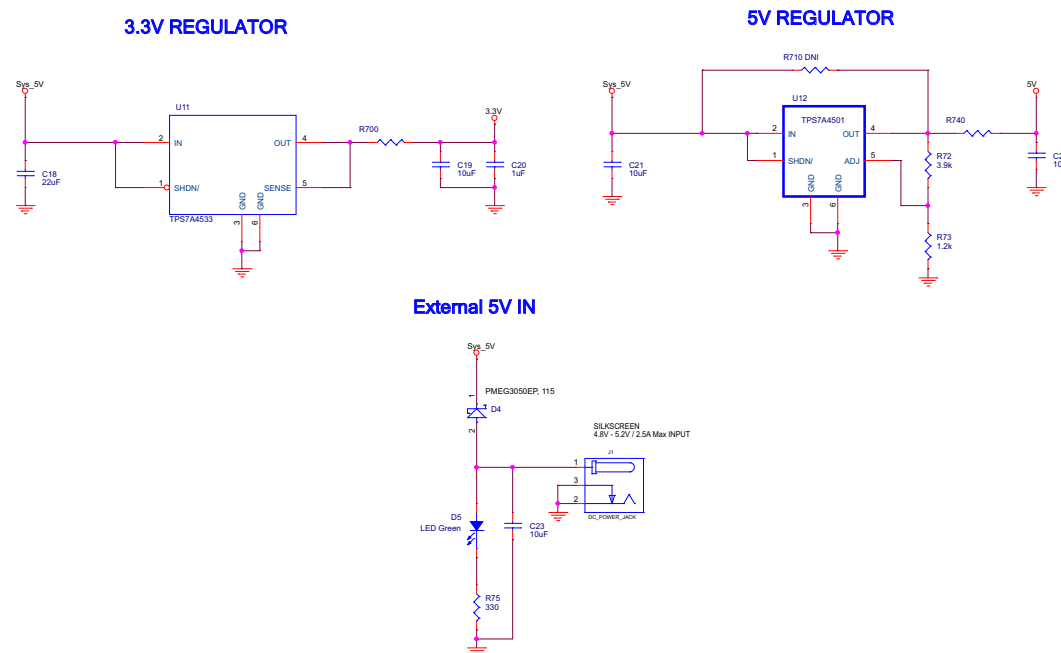 3.3V REGULATOR
5V REGULATOR
Sys_5V
U11
2 IN
OUT 4
1 SHDN/
SENSE 5
GND
GND
3
6
TPS7A4533
C18
22uF
R700
3.3V
C19
10uF
C20
1uF
R710 DNI
Sys_5V
U12
TPS7A4501
2 IN
OUT 4
1 SHDN/
ADJ 5
GND
GND
3
6
C21
10uF
R740
5V
R72
3.9k
R73
1.2k
External 5V IN
Sys_5V
1
PMEG3050EP, 115
D4
2
SILKSCREEN
4.8V - 5.2V / 2.5A Max INPUT
J1
1
3
2
DC_POWER_JACK
D5
LED Green
C23
10uF
R75
330